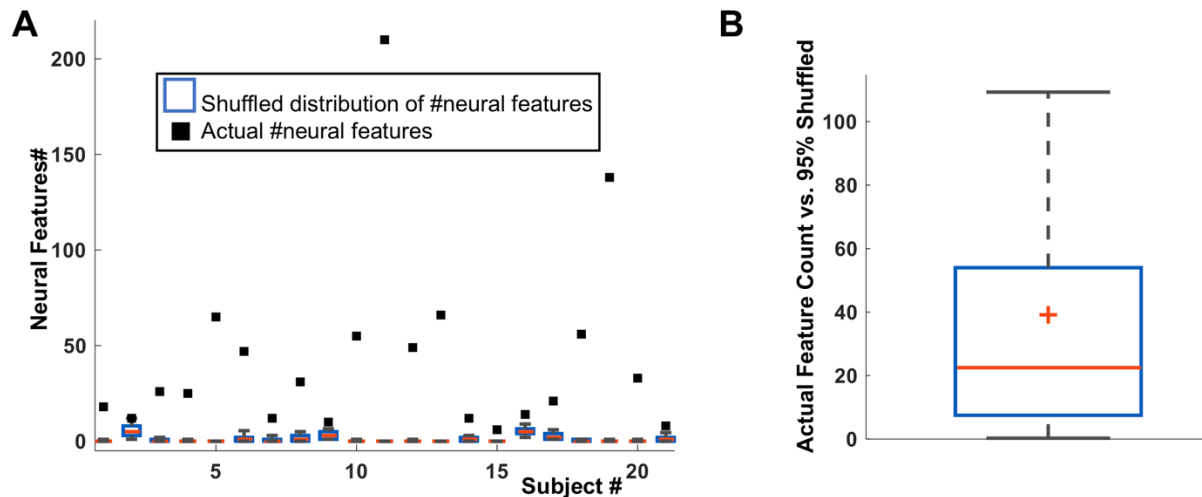 A
Neural Features#
200
150
100
50
0
Shuffled distribution of #neural features
Actual #neural features
5
10
15
20
Subject #
B
Actual Feature Count vs. 95% Shuffled
100
80
60
40
20
0